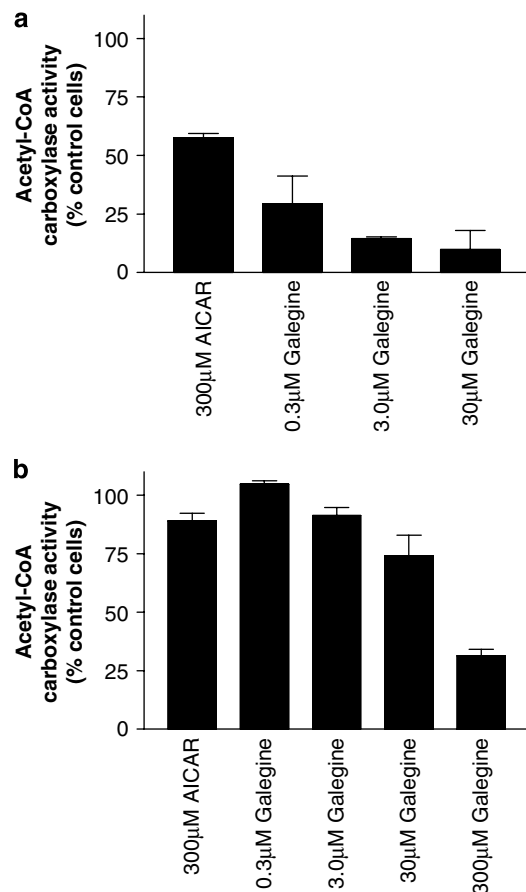 a
Acetyl-CoA
carboxylase activity
(% control cells)
100
75
50
25
0
300μM AICAR
0.3μM Galegine
3.0μM Galegine
30μM Galegine
b
Acetyl-CoA
carboxylase activity
(% control cells)
100
75
50
25
0
300μM AICAR
0.3μM Galegine
3.0μM Galegine
30μM Galegine
300μM Galegine